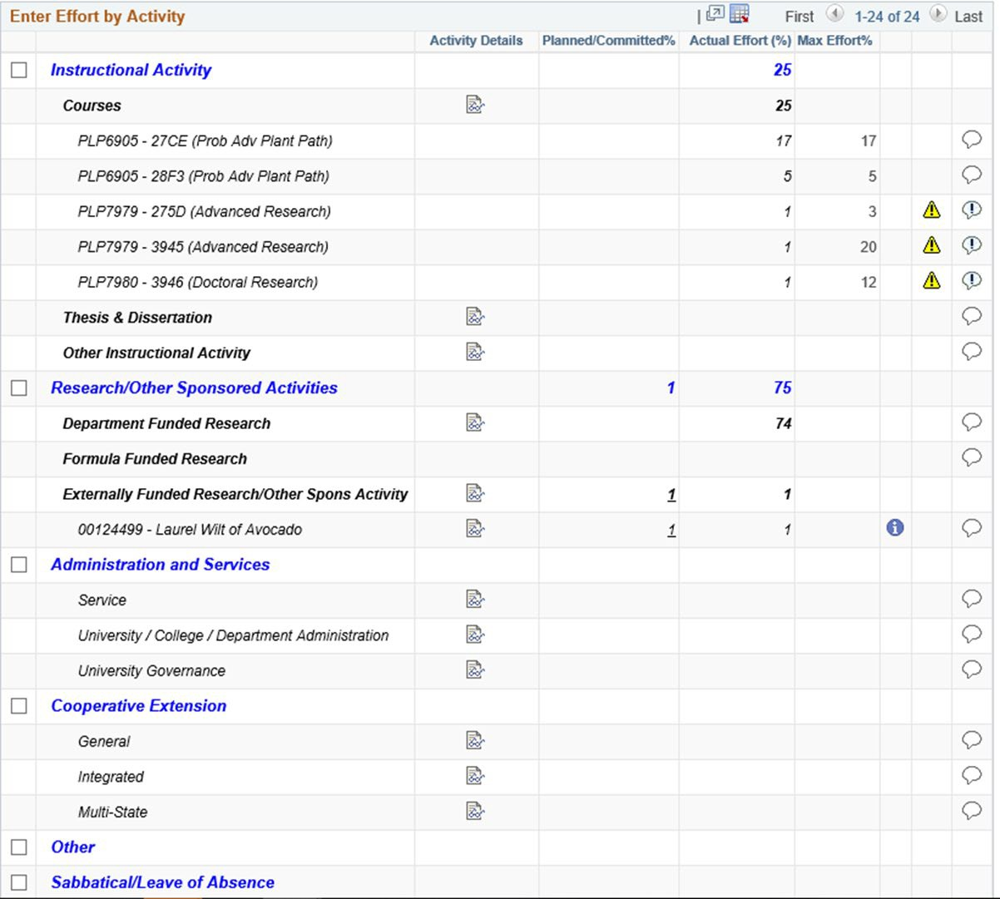 Enter Effort by Activity | First 1-24 of 24 Last
Activity Details Planned/Committed% Actual Effort (%) Max Effort%
Instructional Activity 25
Courses 25
PLP6905 - 27CE (Prob Adv Plant Path) 17 17
PLP6905 - 28F3 (Prob Adv Plant Path) 5 5
PLP7979 - 275D (Advanced Research) 1 3
PLP7979 - 3945 (Advanced Research) 1 20
PLP7980 - 3946 (Doctoral Research) 1 12
Thesis & Dissertation
Other Instructional Activity
Research/Other Sponsored Activities 1 75
Department Funded Research 74
Formula Funded Research
Externally Funded Research/Other Spons Activity 1 1
00124499 - Laurel Wilt of Avocado 1 1
Administration and Services
Service
University / College / Department Administration
University Governance
Cooperative Extension
General
Integrated
Multi-State
Other
Sabbatical/Leave of Absence